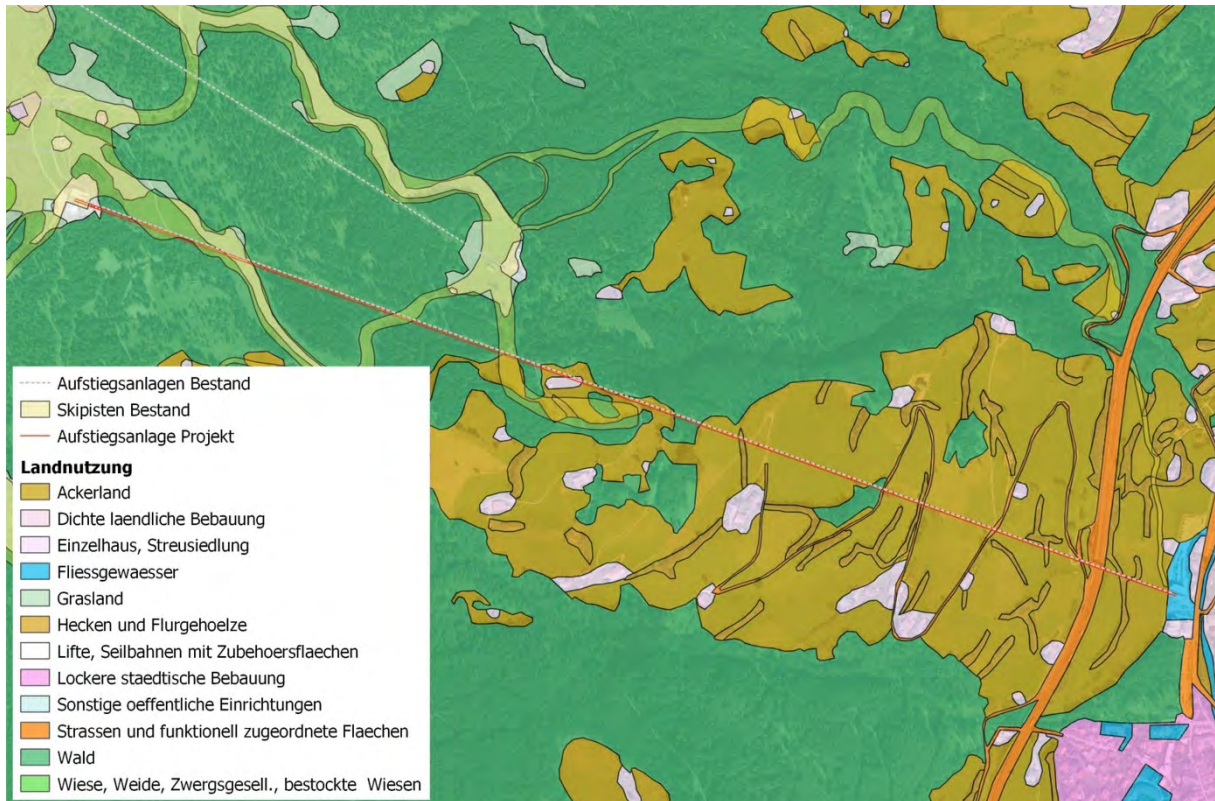 Aufstiegsanlagen Bestand
Skipisten Bestand
Aufstiegsanlage Projekt
Landnutzung
Ackerland
Dichte laendliche Bebauung
Einzelhaus, Streusiedlung
Fliessgewaesser
Grasland
Hecken und Flurgehoelze
Lifte, Seilbahnen mit Zubehoersflaechen
Lockere staedtische Bebauung
Sonstige oeffentliche Einrichtungen
Strassen und funktionell zugeordnete Flaechen
Wald
Wiese, Weide, Zwergsgesell., bestockte Wiesen